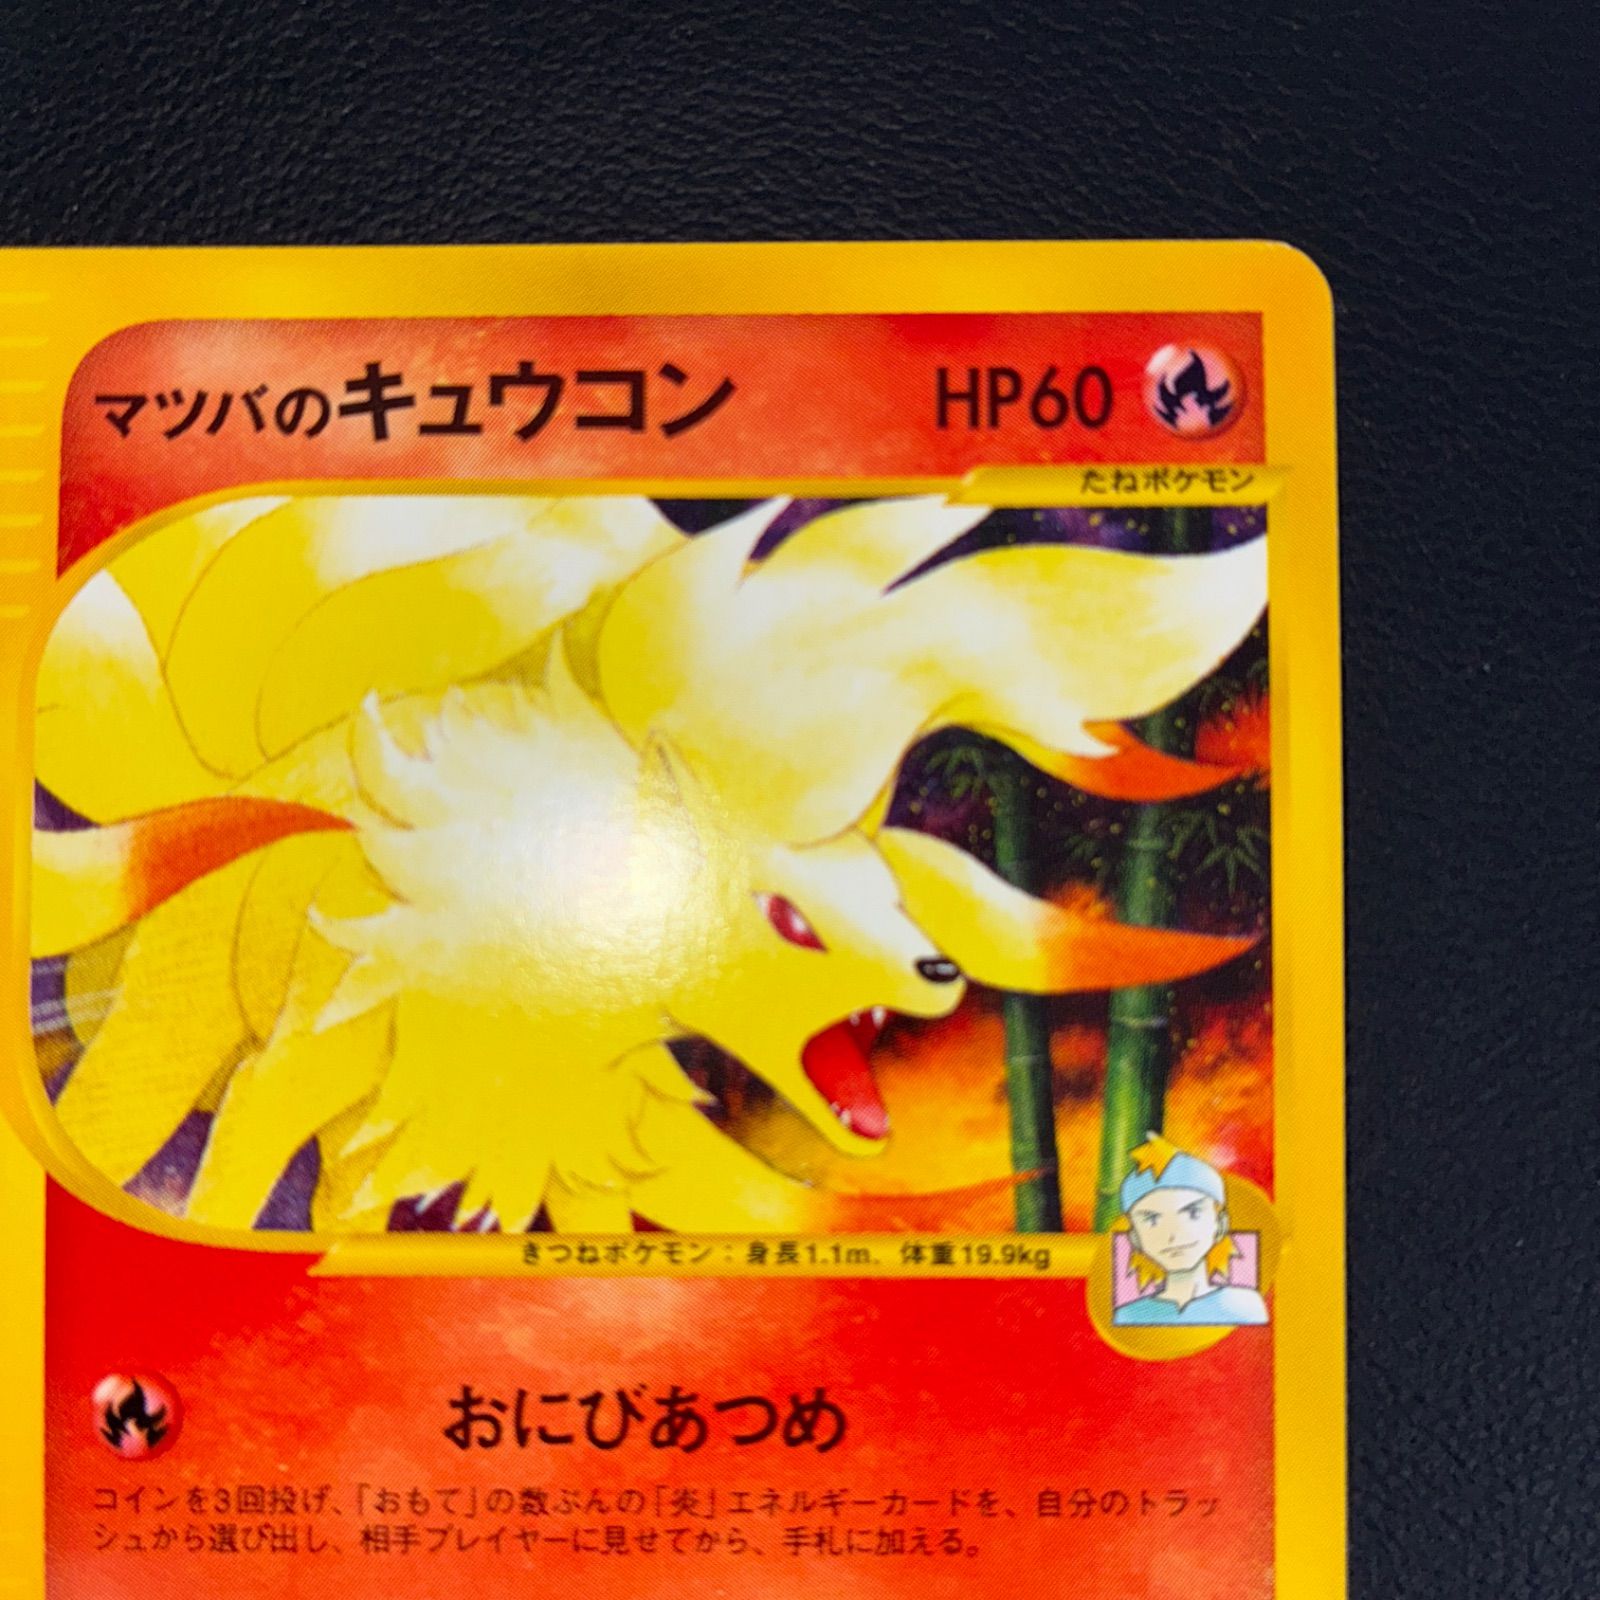 マツバのキュウコン HP60
たねポケモン
きつねポケモン：身長1.1m、体重19.9kg
おにびあつめ
コインを3回投げ、「おもて」の数ぶんの「炎」エネルギーカードを、自分のトラッ
シュから選び出し、相手プレイヤーに見せてから、手札に加える。